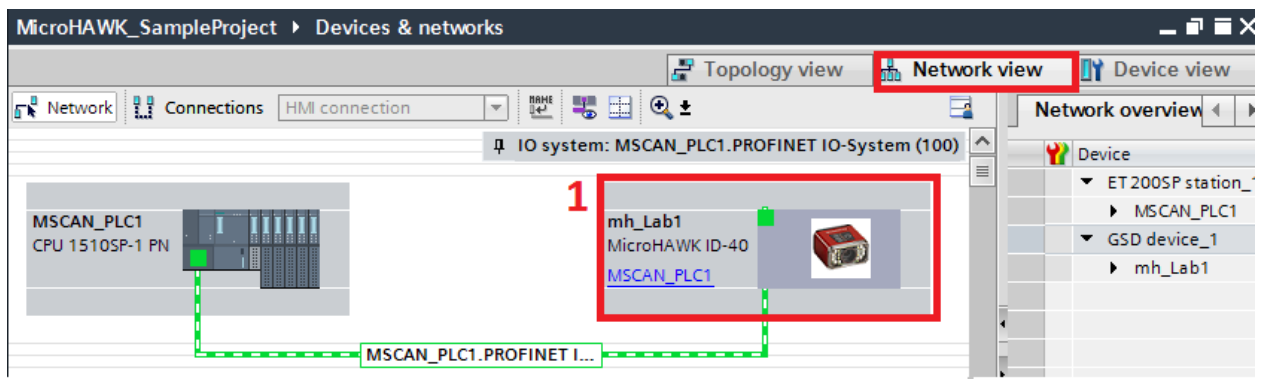 MicroHAWK_SampleProject ▸ Devices & networks
Topology view
Network view
Device view
Network
Connections
HMI connection
Network overview
IO system: MSCAN_PLC1.PROFINET IO-System (100)
Device
ET 200SP station_1
MSCAN_PLC1
GSD device_1
mh_Lab1
1
MSCAN_PLC1
CPU 1510SP-1 PN
mh_Lab1
MicroHAWK ID-40
MSCAN_PLC1
MSCAN_PLC1.PROFINET I...